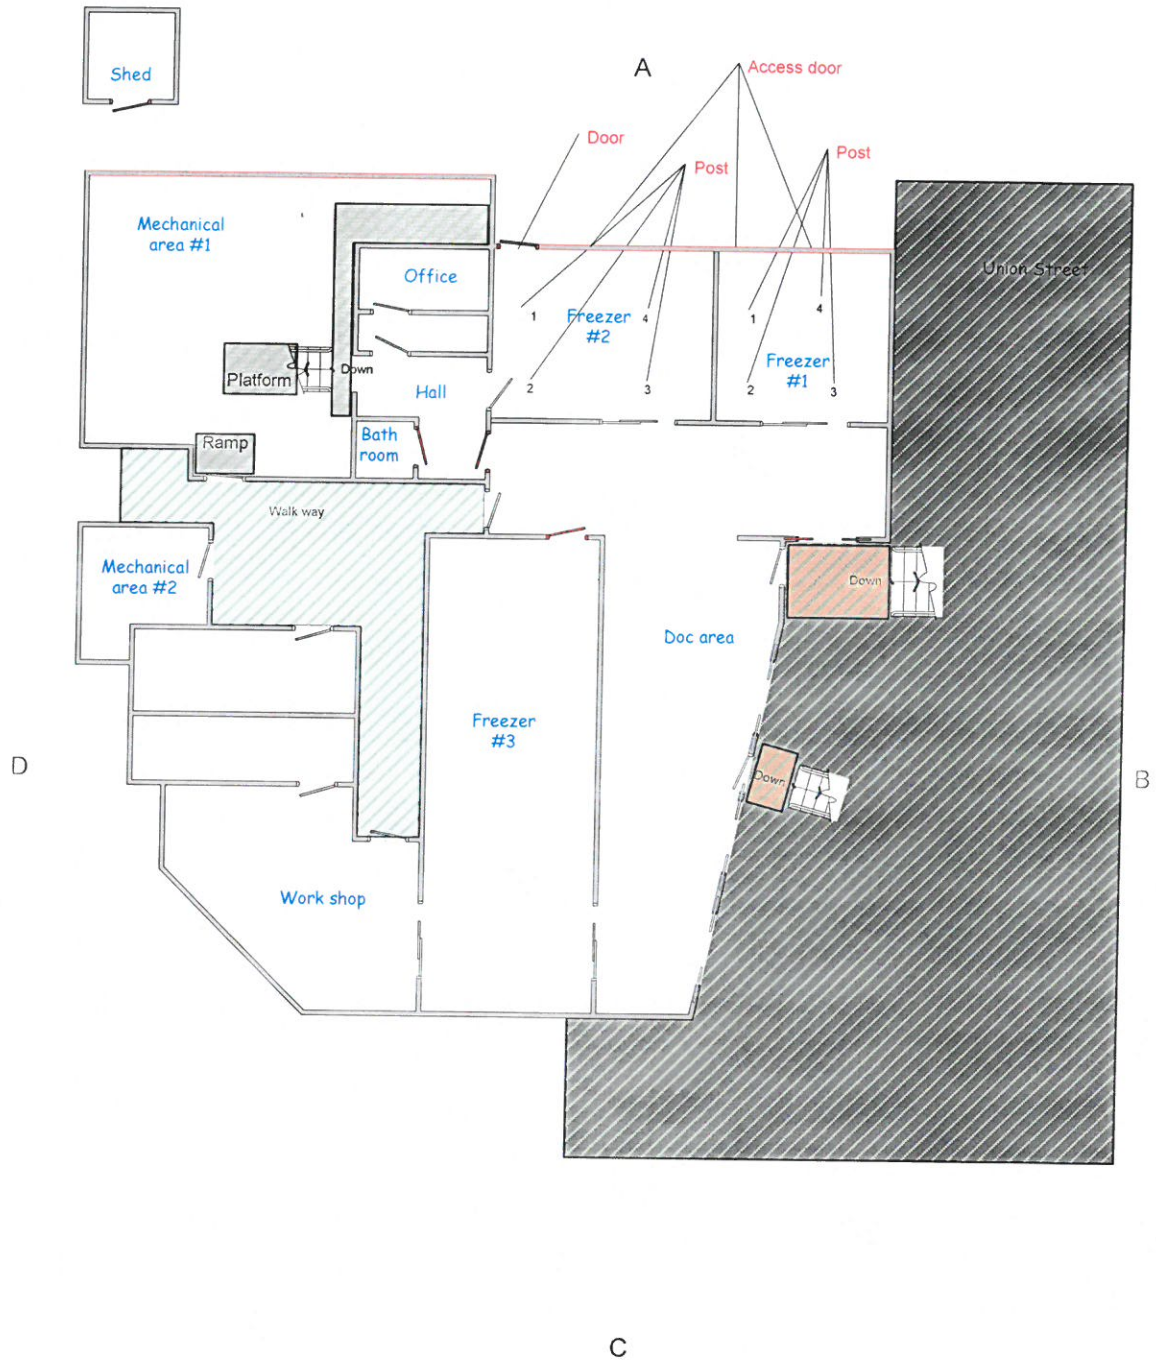 Shed
A
Access door
Door
Post
Post
Mechanical
area #1
Union Street
Office
1
Freezer
#2
4
1
4
Freezer
#1
Platform
Down
Hall
2
3
2
3
Ramp
Bath
room
Walk way
Mechanical
area #2
Down
Doc area
Freezer
#3
D
Down
B
Work shop
C